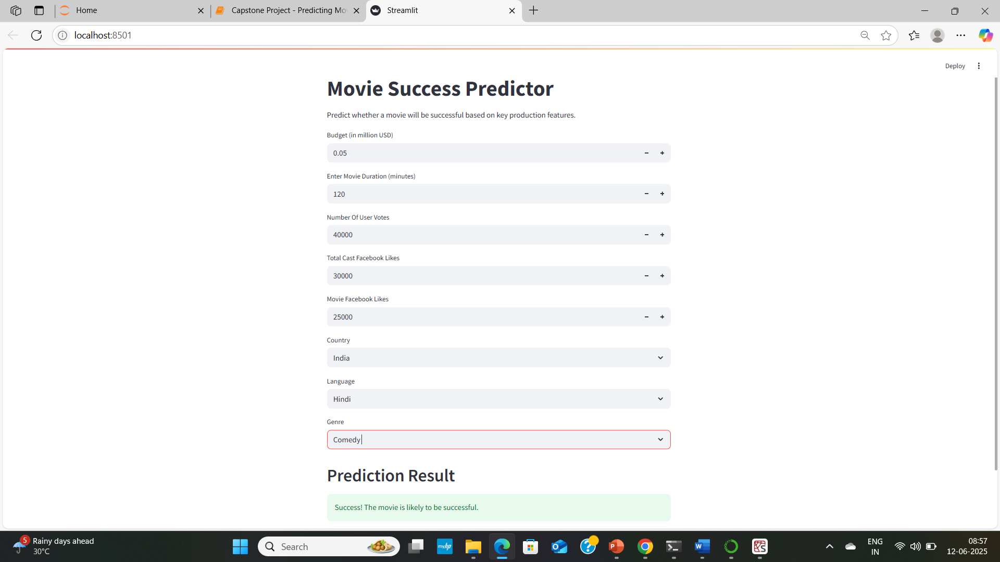 Home
Capstone Project - Predicting Mo
Streamlit
localhost:8501
Deploy
Movie Success Predictor
Predict whether a movie will be successful based on key production features.
Budget (in million USD)
0.05
Enter Movie Duration (minutes)
120
Number Of User Votes
40000
Total Cast Facebook Likes
30000
Movie Facebook Likes
25000
Country
India
Language
Hindi
Genre
Comedy
Prediction Result
Success! The movie is likely to be successful.
5
Rainy days ahead
30°C
Search
myhp
ENG
IN
08:57
12-06-2025